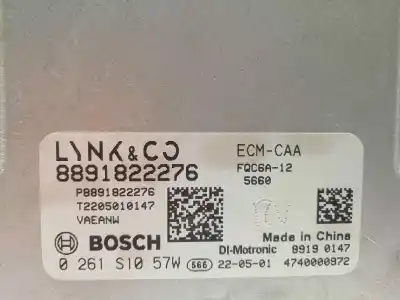 LYNK&CO
ECM-CAA
8891822276
FQC6A-12
5660
P8891822276
T2205010147
VAEANW
Made in China
BOSCH
DI-Motronic 8919 0147
0 261 S10 57W 566 22-05-01 4740000972